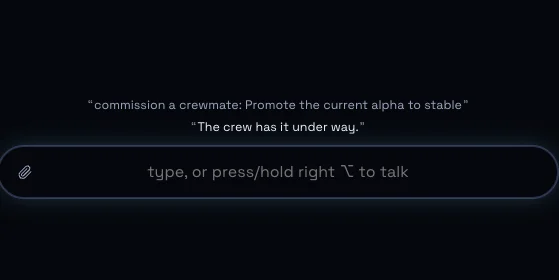 “commission a crewmate: Promote the current alpha to stable”
“The crew has it under way.”
type, or press/hold right ⌥ to talk